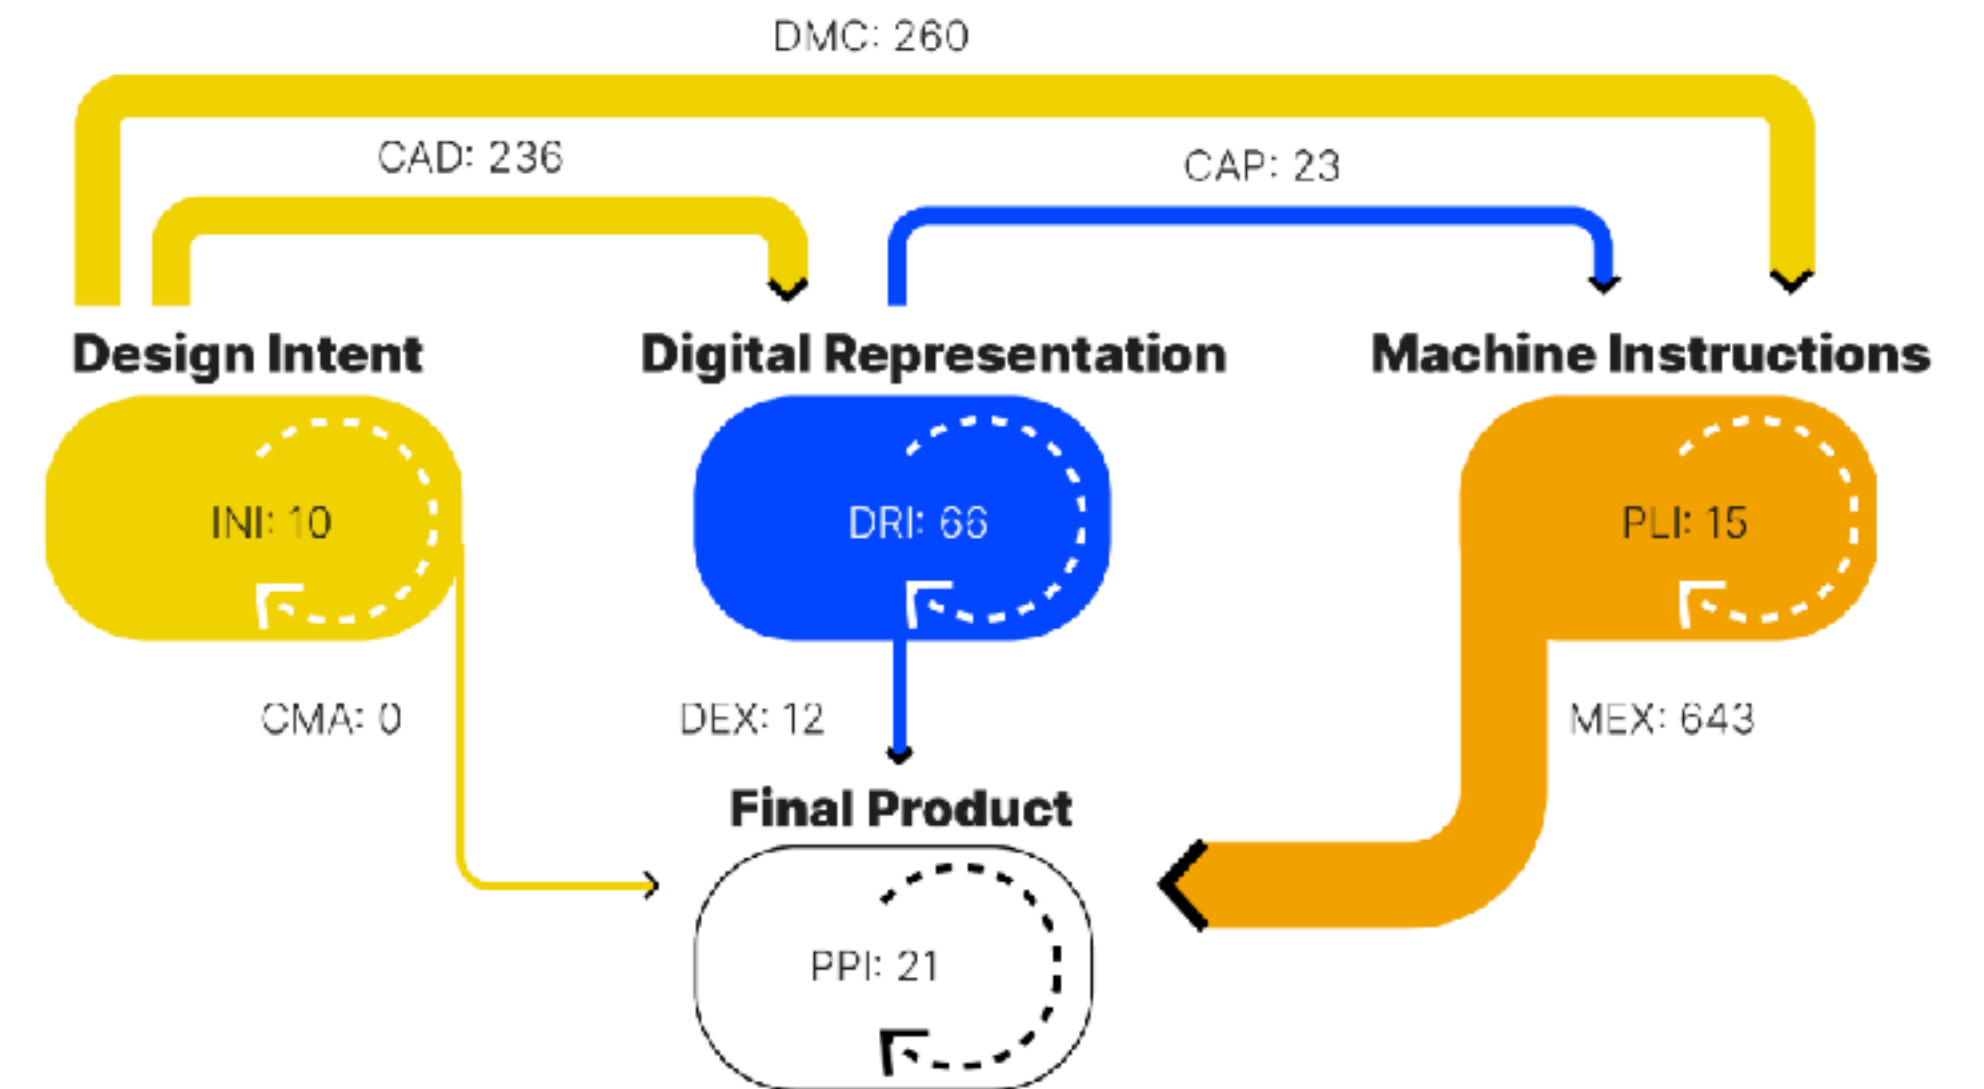 DMC: 260
CAD: 236
CAP: 23
Design Intent
Digital Representation
Machine Instructions
INI: 10
DRI: 66
PLI: 15
CMA: 0
DEX: 12
MEX: 643
Final Product
PPI: 21